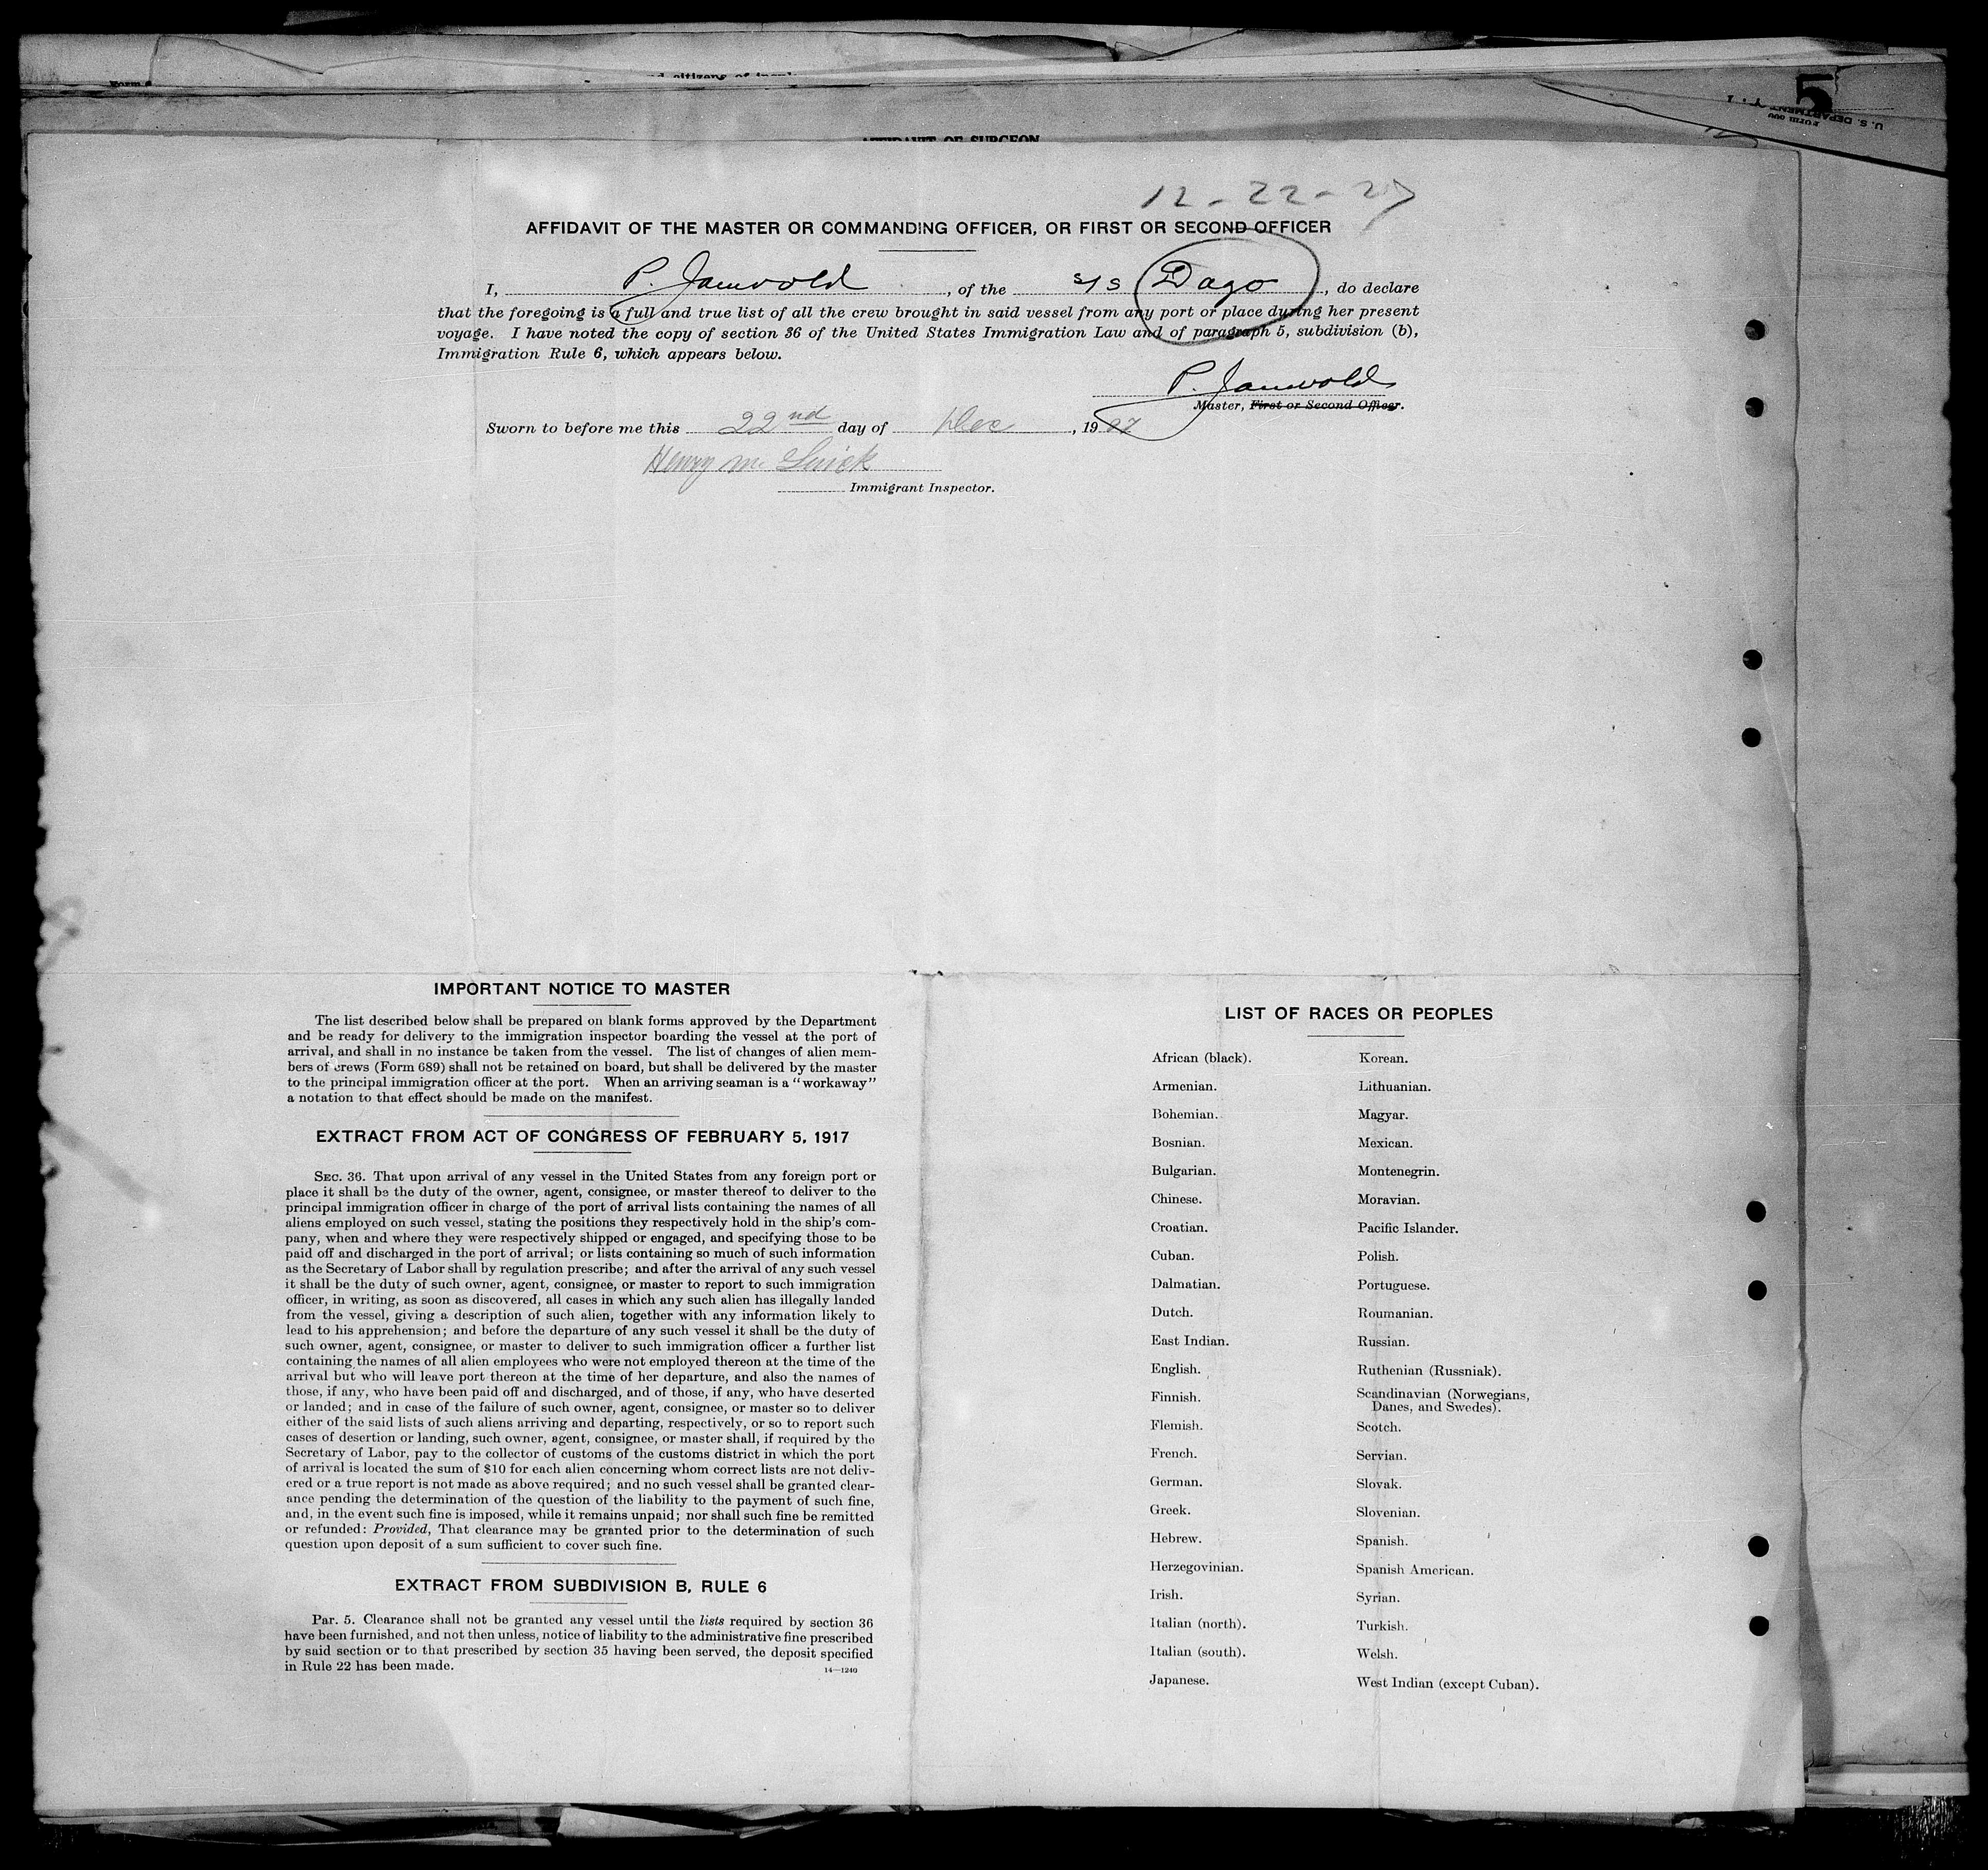 5
U. S. DEPARTMENT
AFFIDAVIT OF SURGEON
12-22-27
AFFIDAVIT OF THE MASTER OR COMMANDING OFFICER, OR FIRST OR SECOND OFFICER
I, P. , of the S/S Dago, do declare
that the foregoing is a full and true list of all the crew brought in said vessel from any port or place during her present
voyage. I have noted the copy of section 36 of the United States Immigration Law and of paragraph 5, subdivision (b),
Immigration Rule 6, which appears below.
P.
Master, First or Second Officer.
Sworn to before me this 22nd day of Dec, 1927
Henry M.
Immigrant Inspector.
IMPORTANT NOTICE TO MASTER
The list described below shall be prepared on blank forms approved by the Department
and be ready for delivery to the immigration inspector boarding the vessel at the port of
arrival, and shall in no instance be taken from the vessel. The list of changes of alien mem-
bers of crews (Form 689) shall not be retained on board, but shall be delivered by the master
to the principal immigration officer at the port. When an arriving seaman is a "workaway"
a notation to that effect should be made on the manifest.
EXTRACT FROM ACT OF CONGRESS OF FEBRUARY 5, 1917
SEC. 36. That upon arrival of any vessel in the United States from any foreign port or
place it shall be the duty of the owner, agent, consignee, or master thereof to deliver to the
principal immigration officer in charge of the port of arrival lists containing the names of all
aliens employed on such vessel, stating the positions they respectively hold in the ship's com-
pany, when and where they were respectively shipped or engaged, and specifying those to be
paid off and discharged in the port of arrival; or lists containing so much of such information
as the Secretary of Labor shall by regulation prescribe; and after the arrival of any such vessel
it shall be the duty of such owner, agent, consignee, or master to report to such immigration
officer, in writing, as soon as discovered, all cases in which any such alien has illegally landed
from the vessel, giving a description of such alien, together with any information likely to
lead to his apprehension; and before the departure of any such vessel it shall be the duty of
such owner, agent, consignee, or master to deliver to such immigration officer a further list
containing the names of all alien employees who were not employed thereon at the time of the
arrival but who will leave port thereon at the time of her departure, and also the names of
those, if any, who have been paid off and discharged, and of those, if any, who have deserted
or landed; and in case of the failure of such owner, agent, consignee, or master so to deliver
either of the said lists of such aliens arriving and departing, respectively, or so to report such
cases of desertion or landing, such owner, agent, consignee, or master shall, if required by the
Secretary of Labor, pay to the collector of customs of the customs district in which the port
of arrival is located the sum of $10 for each alien concerning whom correct lists are not deliv-
ered or a true report is not made as above required; and no such vessel shall be granted clear-
ance pending the determination of the question of the liability to the payment of such fine,
and, in the event such fine is imposed, while it remains unpaid; nor shall such fine be remitted
or refunded: Provided, That clearance may be granted prior to the determination of such
question upon deposit of a sum sufficient to cover such fine.
EXTRACT FROM SUBDIVISION B, RULE 6
Par. 5. Clearance shall not be granted any vessel until the lists required by section 36
have been furnished, and not then unless, notice of liability to the administrative fine prescribed
by said section or to that prescribed by section 35 having been served, the deposit specified
in Rule 22 has been made.
14—1240
LIST OF RACES OR PEOPLES
African (black). Korean.
Armenian. Lithuanian.
Bohemian. Magyar.
Bosnian. Mexican.
Bulgarian. Montenegrin.
Chinese. Moravian.
Croatian. Pacific Islander.
Cuban. Polish.
Dalmatian. Portuguese.
Dutch. Roumanian.
East Indian. Russian.
English. Ruthenian (Russniak).
Finnish. Scandinavian (Norwegians,
Danes, and Swedes).
Flemish. Scotch.
French. Servian.
German. Slovak.
Greek. Slovenian.
Hebrew. Spanish.
Herzegovinian. Spanish American.
Irish. Syrian.
Italian (north). Turkish.
Italian (south). Welsh.
Japanese. West Indian (except Cuban).